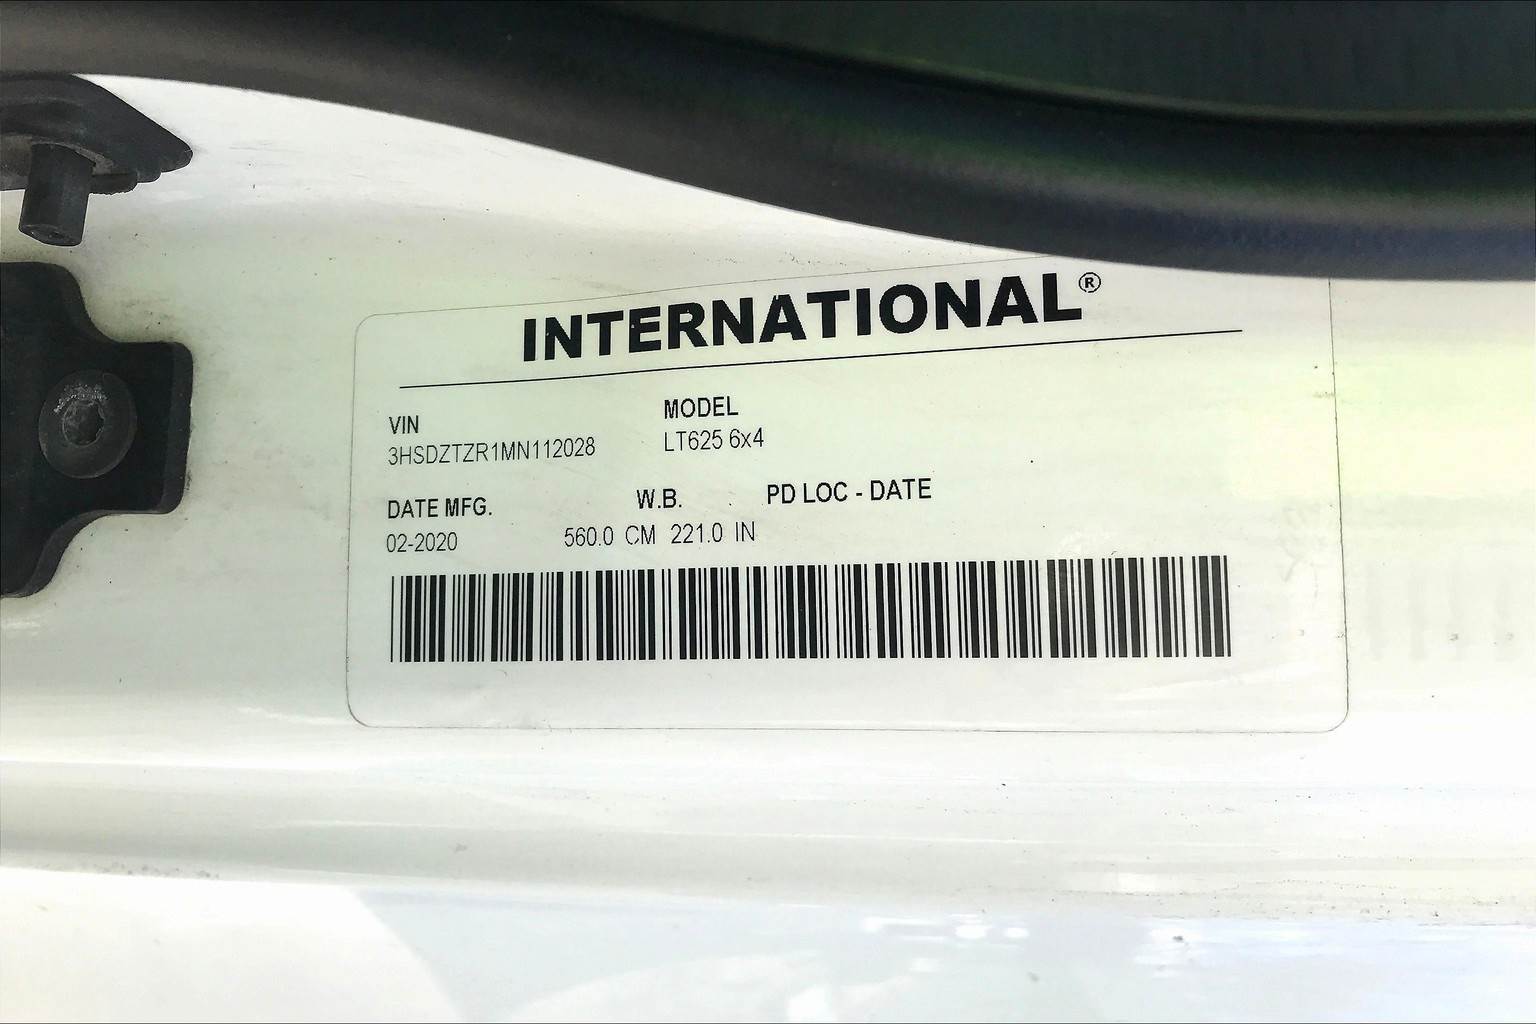 INTERNATIONAL®
VIN
3HSDZTZR1MN112028
MODEL
LT625 6x4
DATE MFG.
02-2020
W.B.
560.0 CM 221.0 IN
PD LOC - DATE